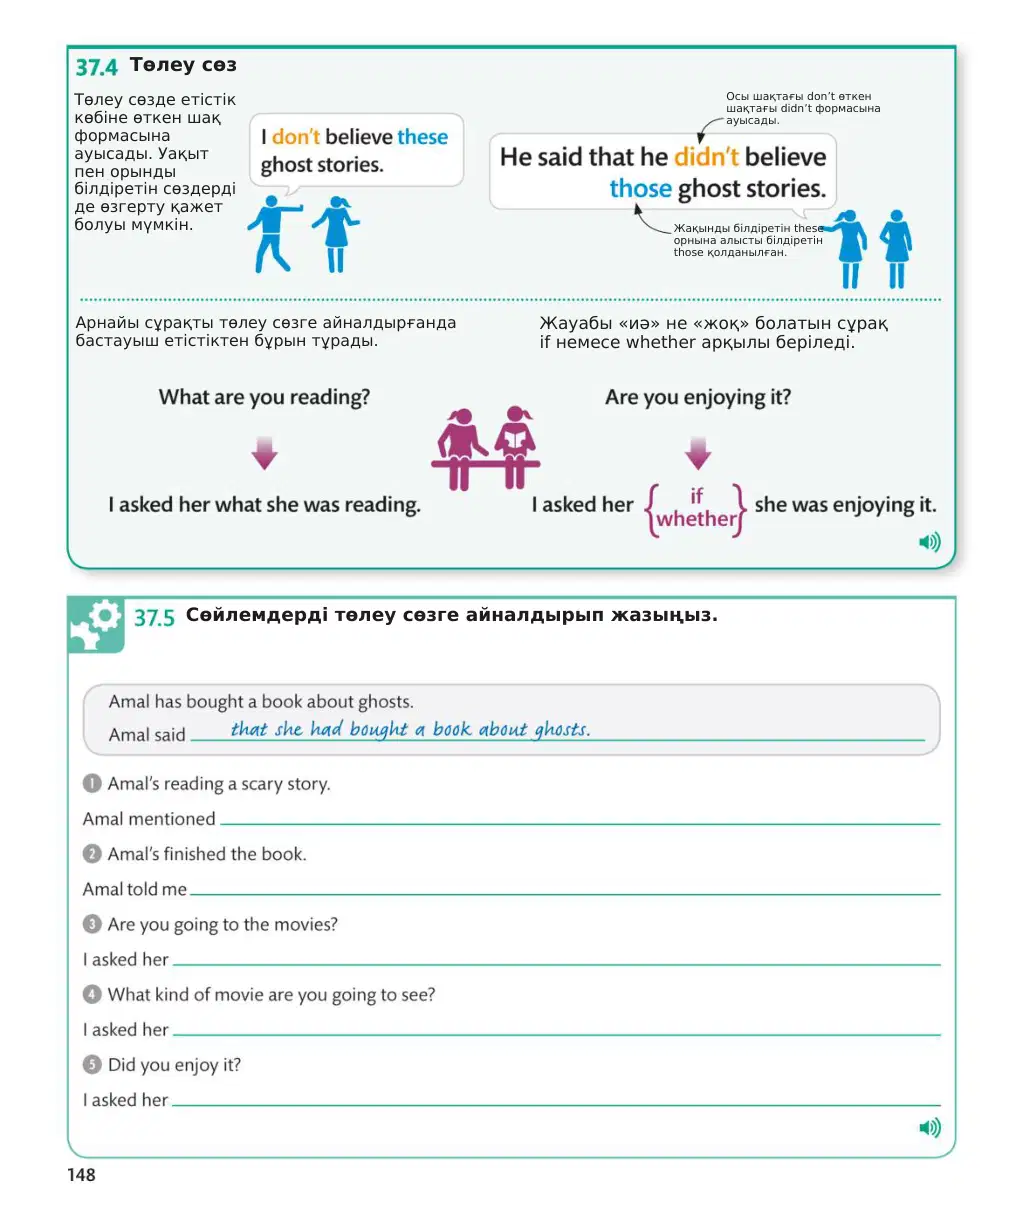 37.4 Төлеу сөз
Төлеу сөзде етістік
көбіне өткен шақ
формасына
ауысады. Уақыт
пен орынды
білдіретін сөздерді
де өзгерту қажет
болуы мүмкін.
I don't believe these
ghost stories.
Осы шақтағы don't өткен
шақтағы didn't формасына
ауысады.
He said that he didn't believe
those ghost stories.
Жақынды білдіретін these
орнына алысты білдіретін
those қолданылған.
Арнайы сұрақты төлеу сөзге айналдырғанда
бастауыш етістіктен бұрын тұрады.
What are you reading?
I asked her what she was reading.
Жауабы «иә» не «жоқ» болатын сұрақ
if немесе whether арқылы беріледі.
Are you enjoying it?
I asked her { if whether } she was enjoying it.
37.5 Сөйлемдерді төлеу сөзге айналдырып жазыңыз.
Amal has bought a book about ghosts.
Amal said that she had bought a book about ghosts.
1 Amal's reading a scary story.
Amal mentioned
2 Amal's finished the book.
Amal told me
3 Are you going to the movies?
I asked her
4 What kind of movie are you going to see?
I asked her
5 Did you enjoy it?
I asked her
148